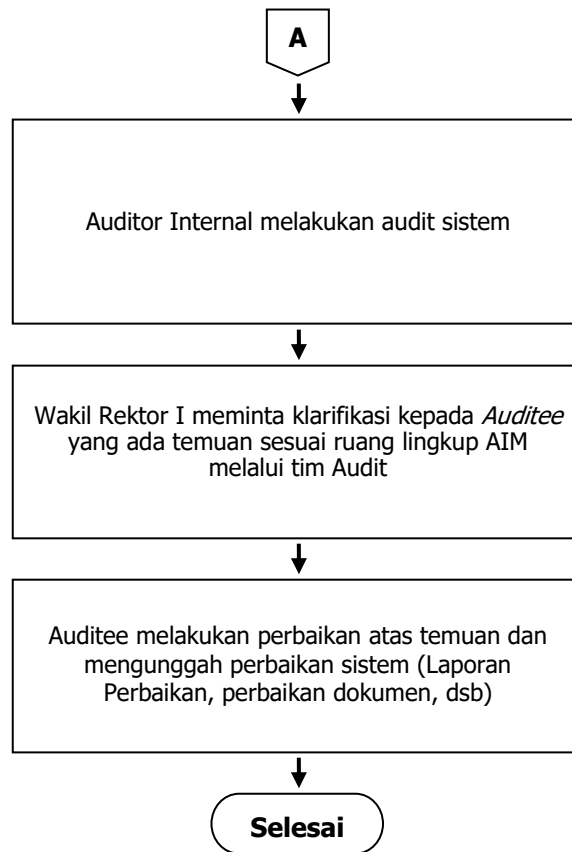 A
Auditor Internal melakukan audit sistem
Wakil Rektor I meminta klarifikasi kepada Auditee
yang ada temuan sesuai ruang lingkup AIM
melalui tim Audit
Auditee melakukan perbaikan atas temuan dan
mengunggah perbaikan sistem (Laporan
Perbaikan, perbaikan dokumen, dsb)
Selesai